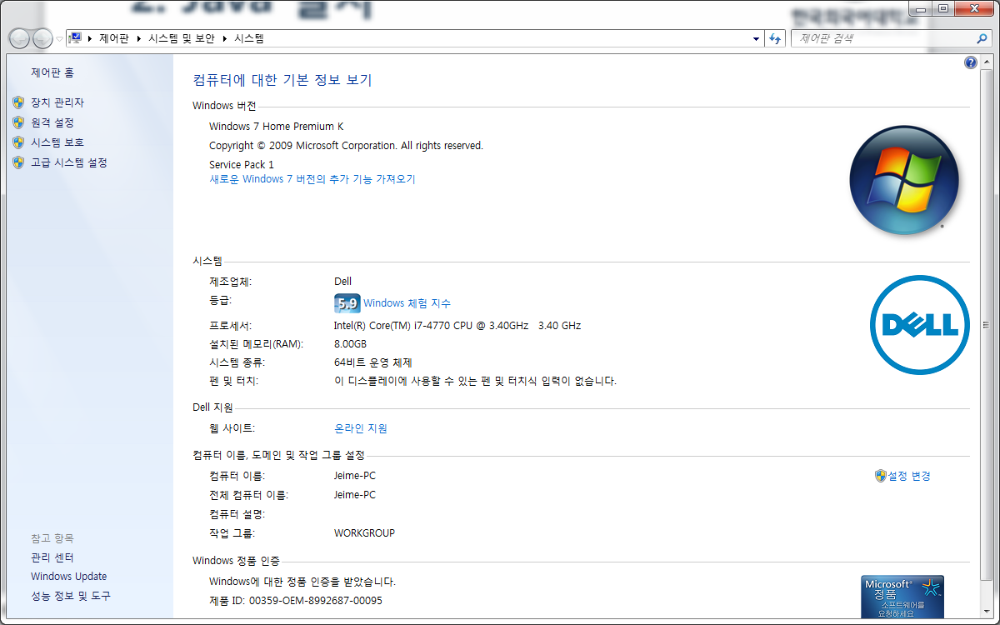 2. Java 설치
한국외국어대학교
제어판 ▸ 시스템 및 보안 ▸ 시스템
제어판 검색
제어판 홈
장치 관리자
원격 설정
시스템 보호
고급 시스템 설정
컴퓨터에 대한 기본 정보 보기
Windows 버전
Windows 7 Home Premium K
Copyright © 2009 Microsoft Corporation. All rights reserved.
Service Pack 1
새로운 Windows 7 버전의 추가 기능 가져오기
시스템
제조업체: Dell
등급: 5.9 Windows 체험 지수
프로세서: Intel(R) Core(TM) i7-4770 CPU @ 3.40GHz 3.40 GHz
설치된 메모리(RAM): 8.00GB
시스템 종류: 64비트 운영 체제
펜 및 터치: 이 디스플레이에 사용할 수 있는 펜 및 터치식 입력이 없습니다.
DELL
Dell 지원
웹 사이트: 온라인 지원
컴퓨터 이름, 도메인 및 작업 그룹 설정
컴퓨터 이름: Jeime-PC
설정 변경
전체 컴퓨터 이름: Jeime-PC
컴퓨터 설명:
작업 그룹: WORKGROUP
Windows 정품 인증
Windows에 대한 정품 인증을 받았습니다.
제품 ID: 00359-OEM-8992687-00095
Microsoft
정품
소프트웨어를
요청하세요
참고 항목
관리 센터
Windows Update
성능 정보 및 도구